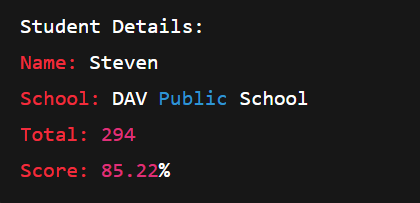 Student Details:
Name: Steven
School: DAV Public School
Total: 294
Score: 85.22%